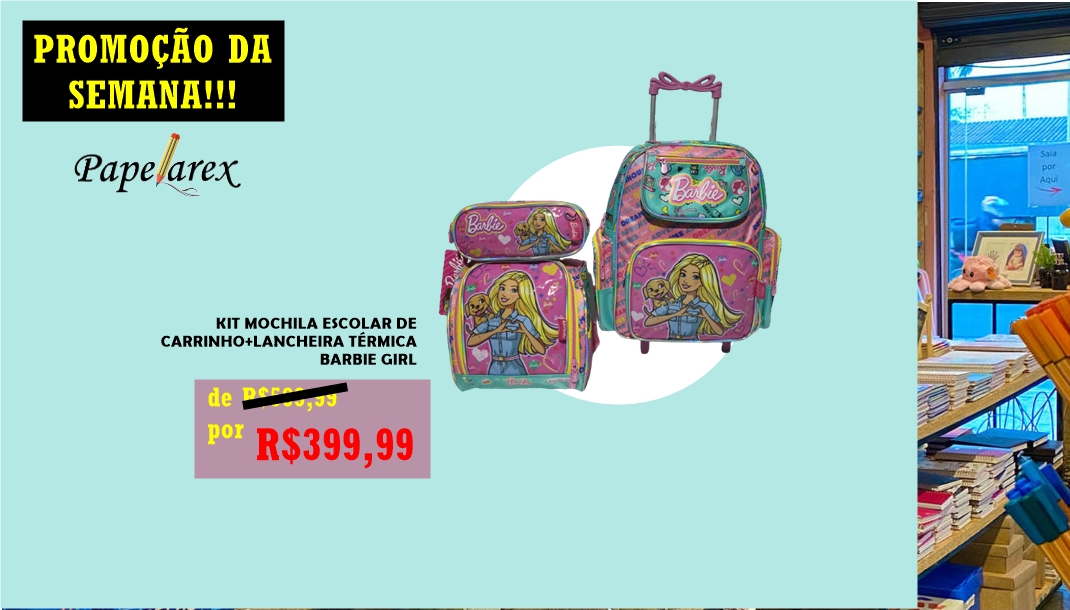 PROMOÇÃO DA
SEMANA!!!
Papelarex
KIT MOCHILA ESCOLAR DE
CARRINHO+LANCHEIRA TÉRMICA
BARBIE GIRL
de
por
R$399,99
Barbie
Barbie
Barbie
Saia
por
Aqui